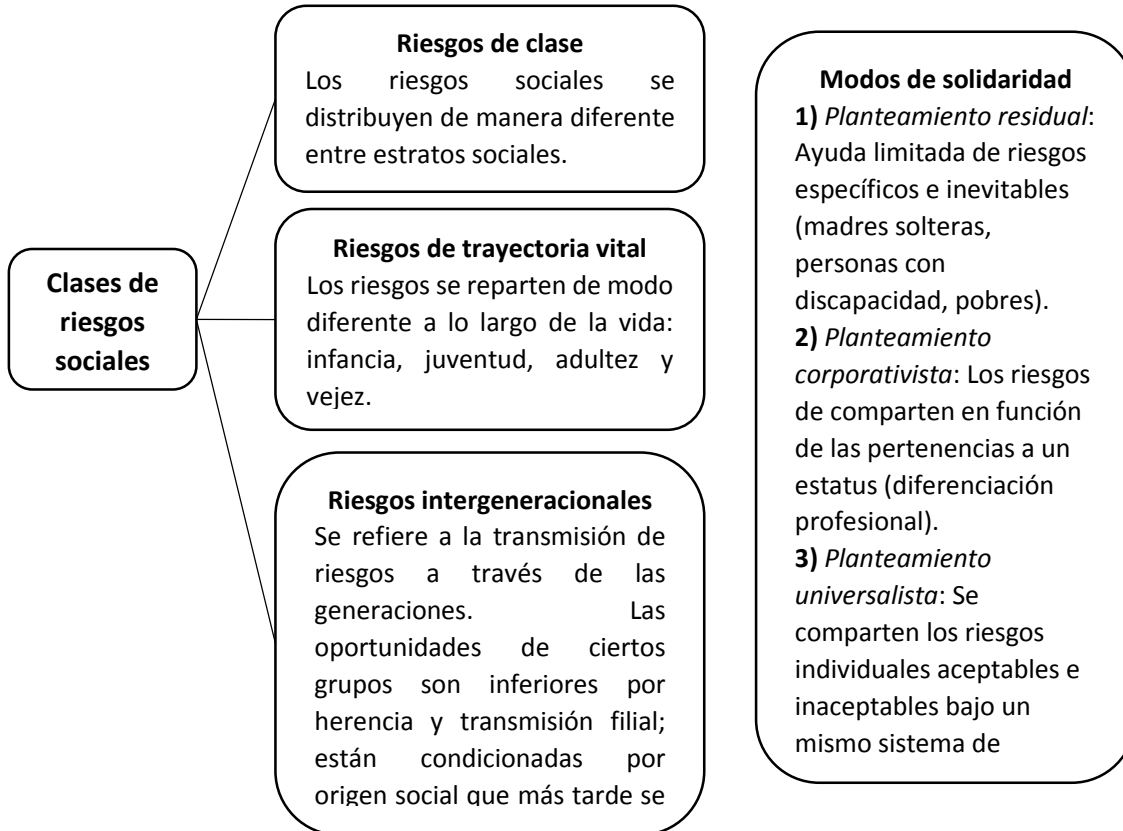 Clases de
riesgos
sociales
Riesgos de clase
Los riesgos sociales se
distribuyen de manera diferente
entre estratos sociales.
Riesgos de trayectoria vital
Los riesgos se reparten de modo
diferente a lo largo de la vida:
infancia, juventud, adultez y
vejez.
Riesgos intergeneracionales
Se refiere a la transmisión de
riesgos a través de las
generaciones. Las
oportunidades de ciertos
grupos son inferiores por
herencia y transmisión filial;
están condicionadas por
origen social que más tarde se
Modos de solidaridad
1) Planteamiento residual:
Ayuda limitada de riesgos
específicos e inevitables
(madres solteras,
personas con
discapacidad, pobres).
2) Planteamiento
corporativista: Los riesgos
de comparten en función
de las pertenencias a un
estatus (diferenciación
profesional).
3) Planteamiento
universalista: Se
comparten los riesgos
individuales aceptables e
inaceptables bajo un
mismo sistema de